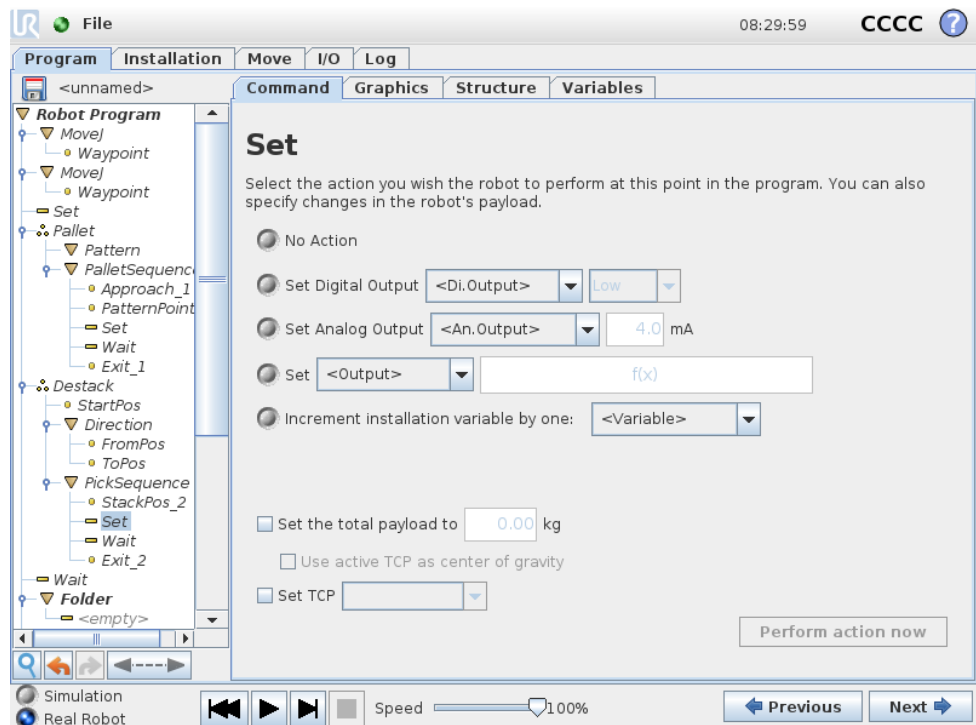 UR File 08:29:59 CCCC ?
Program Installation Move I/O Log
<unnamed>
Command Graphics Structure Variables
Robot Program
MoveJ
Waypoint
MoveJ
Waypoint
Set
Pallet
Pattern
PalletSequenc
Approach_1
PatternPoint
Set
Wait
Exit_1
Destack
StartPos
Direction
FromPos
ToPos
PickSequence
StackPos_2
Set
Wait
Exit_2
Wait
Folder
<empty>
Set
Select the action you wish the robot to perform at this point in the program. You can also
specify changes in the robot's payload.
No Action
Set Digital Output <Di.Output> Low
Set Analog Output <An.Output> 4.0 mA
Set <Output> f(x)
Increment installation variable by one: <Variable>
Set the total payload to 0.00 kg
Use active TCP as center of gravity
Set TCP
Perform action now
Simulation
Real Robot
Speed 100%
Previous Next